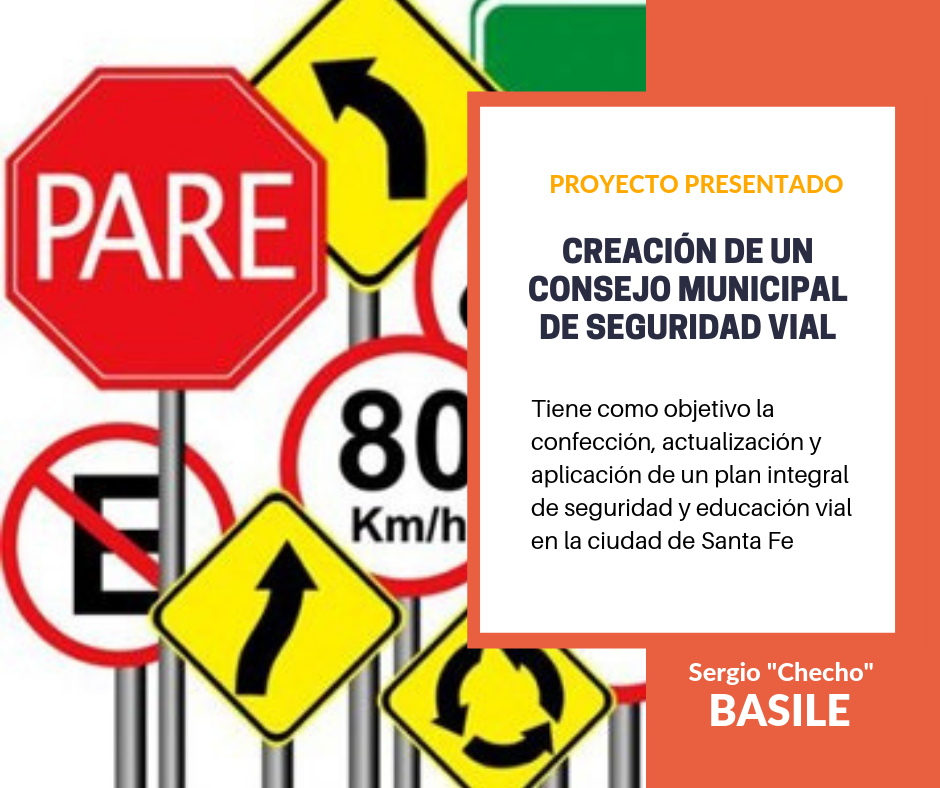 PARE
80
Km/h
E
PROYECTO PRESENTADO
CREACIÓN DE UN
CONSEJO MUNICIPAL
DE SEGURIDAD VIAL
Tiene como objetivo la
confección, actualización y
aplicación de un plan integral
de seguridad y educación vial
en la ciudad de Santa Fe
Sergio "Checho"
BASILE